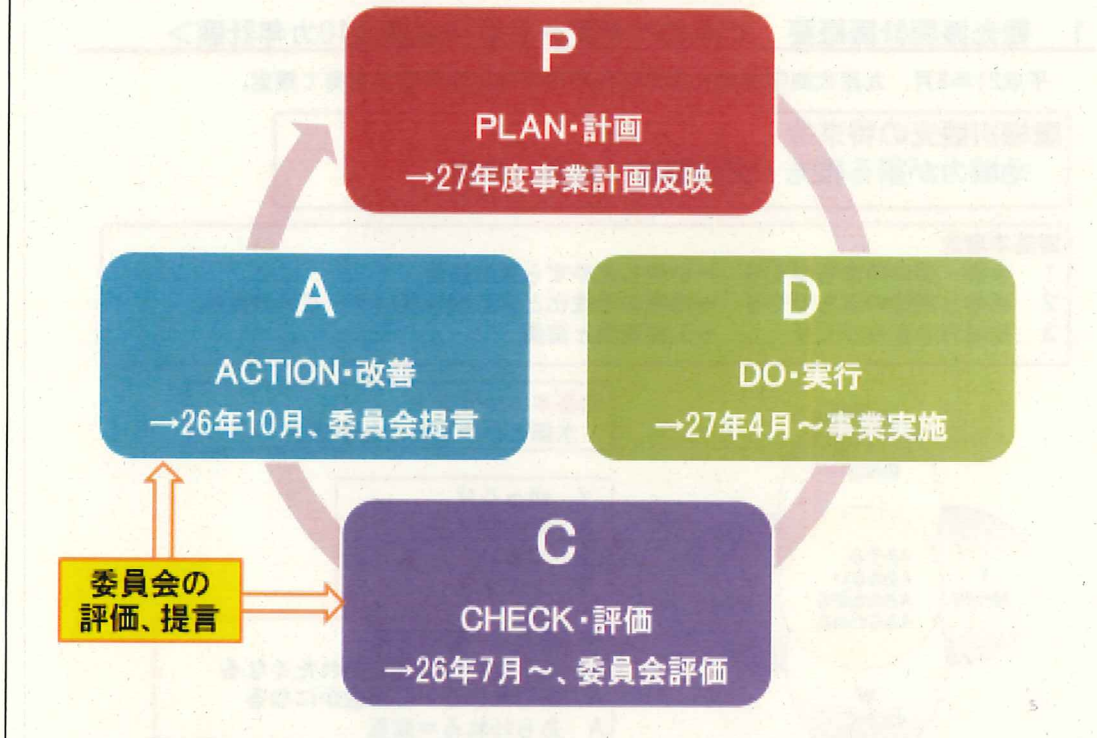 P
PLAN・計画
→27年度事業計画反映
A
ACTION・改善
→26年10月、委員会提言
D
DO・実行
→27年4月～事業実施
C
CHECK・評価
→26年7月～、委員会評価
委員会の
評価、提言
5